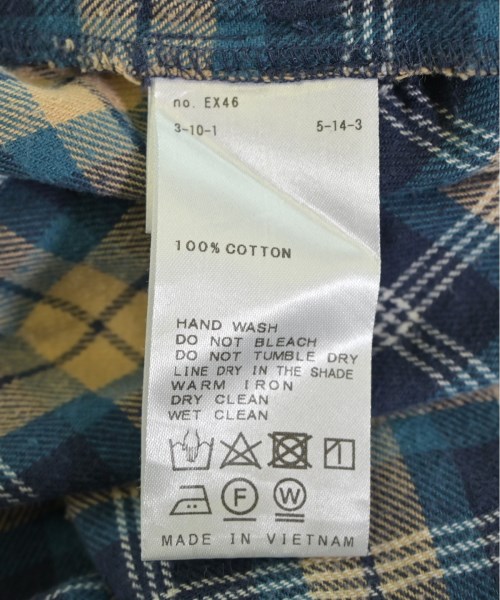 no. EX46
3-10-1 5-14-3
100% COTTON
HAND WASH
DO NOT BLEACH
DO NOT TUMBLE DRY
LINE DRY IN THE SHADE
WARM IRON
DRY CLEAN
WET CLEAN
F W
MADE IN VIETNAM